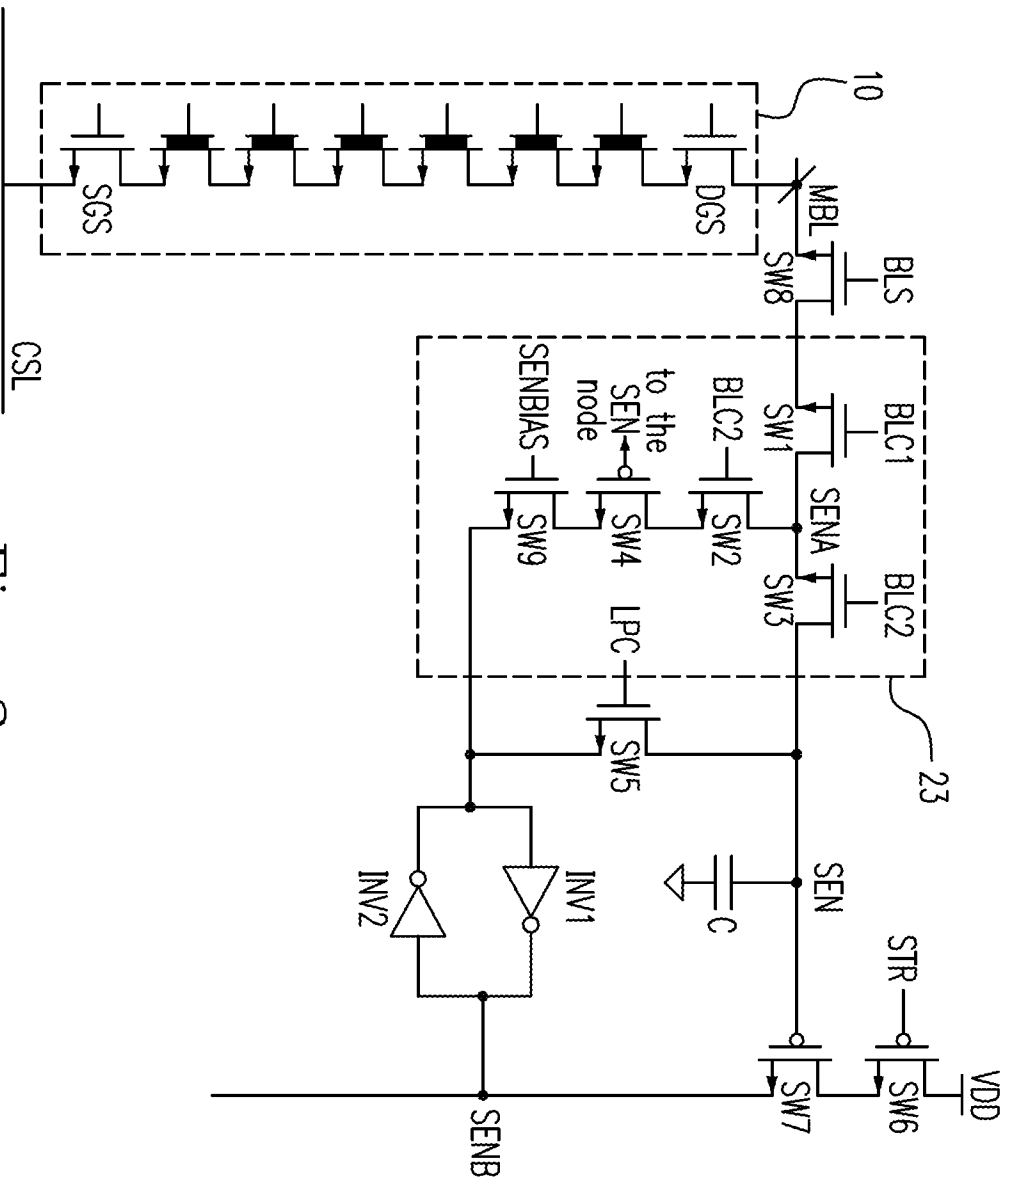 VDD
23
BLS
BLC1
BLC2
STR
SW6
10
MBL
SENA
SEN
SW8
SW1
SW3
SW7
BLC2
SW2
C
DGS
to the
SEN
node
SW4
LPC
SW5
INV1
SENBIAS
SW9
SENB
INV2
SGS
CSL